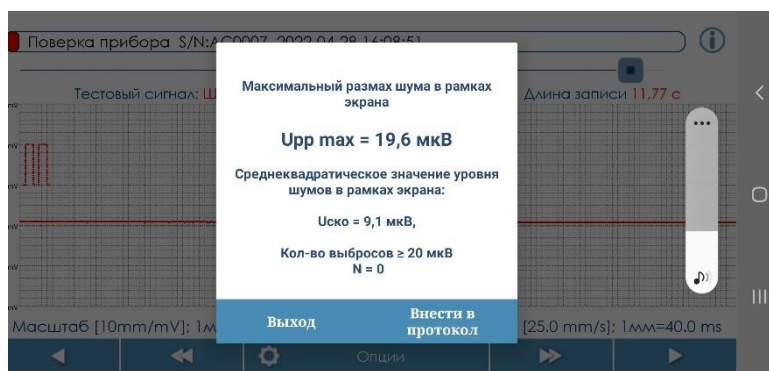 Поверка прибора S/N:AC0007 2022.04.28 16:08:51
Тестовый сигнал:
Длина записи 11,77 с
Максимальный размах шума в рамках
экрана
Upp max = 19,6 мкВ
Среднеквадратическое значение уровня
шумов в рамках экрана:
Uско = 9,1 мкВ,
Кол-во выбросов ≥ 20 мкВ
N = 0
Выход
Внести в
протокол
Масштаб [10mm/mV]; 1м
[25.0 mm/s]; 1мм=40.0 ms
Опции